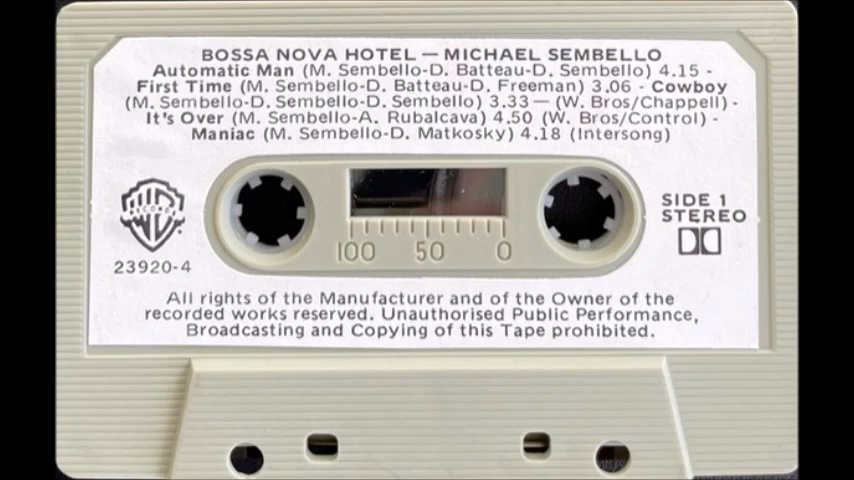 BOSSA NOVA HOTEL — MICHAEL SEMBELLO
Automatic Man (M. Sembello-D. Batteau-D. Sembello) 4.15 -
First Time (M. Sembello-D. Batteau-D. Freeman) 3.06 - Cowboy
(M. Sembello-D. Sembello-D. Sembello) 3.33 — (W. Bros/Chappell) -
It's Over (M. Sembello-A. Rubalcava) 4.50 (W. Bros/Control) -
Maniac (M. Sembello-D. Matkosky) 4.18 (Intersong)
RECORDS
SIDE 1
STEREO
23920-4
100 50 0
All rights of the Manufacturer and of the Owner of the
recorded works reserved. Unauthorised Public Performance,
Broadcasting and Copying of this Tape prohibited.